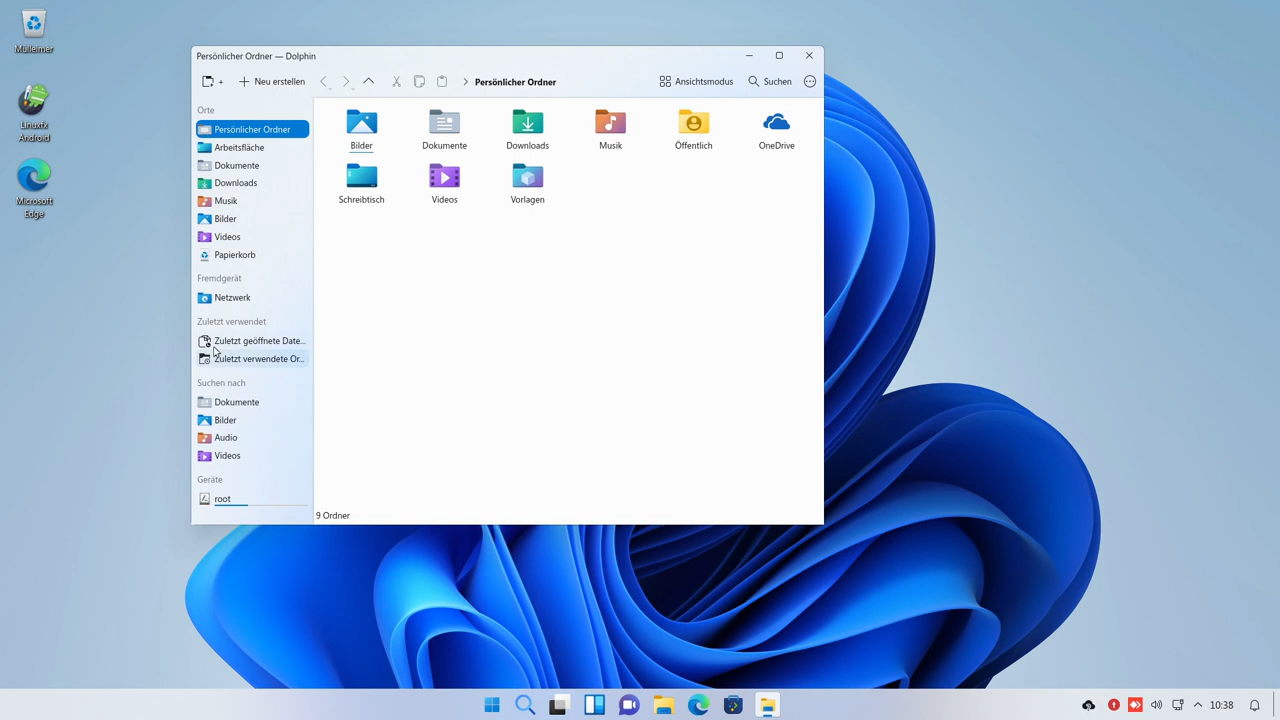 Mülleimer
Linuxfx
Android
Microsoft
Edge
Persönlicher Ordner — Dolphin
Neu erstellen
Persönlicher Ordner
Ansichtsmodus
Suchen
Orte
Persönlicher Ordner
Arbeitsfläche
Dokumente
Downloads
Musik
Bilder
Videos
Papierkorb
Fremdgerät
Netzwerk
Zuletzt verwendet
Zuletzt geöffnete Date...
Zuletzt verwendete Or...
Suchen nach
Dokumente
Bilder
Audio
Videos
Geräte
root
Bilder
Dokumente
Downloads
Musik
Öffentlich
OneDrive
Schreibtisch
Videos
Vorlagen
9 Ordner
10:38